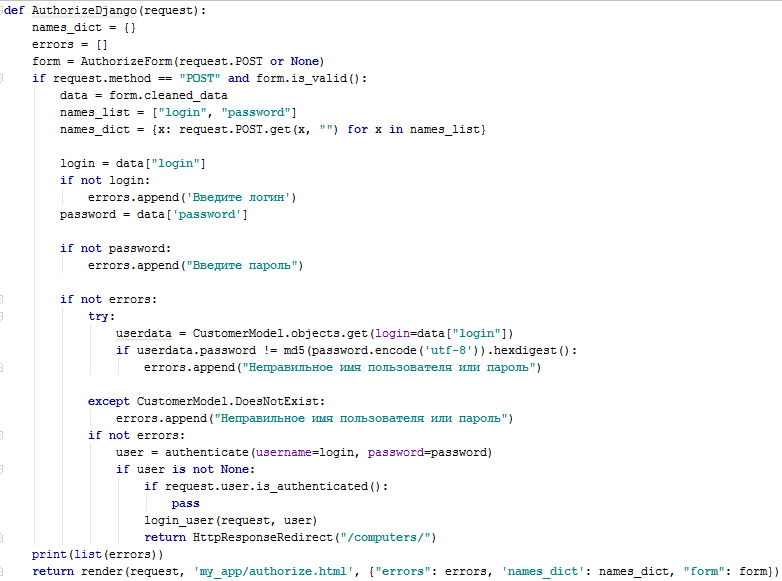 def AuthorizeDjango(request):
    names_dict = {}
    errors = []
    form = AuthorizeForm(request.POST or None)
    if request.method == "POST" and form.is_valid():
        data = form.cleaned_data
        names_list = ["login", "password"]
        names_dict = {x: request.POST.get(x, "") for x in names_list}

        login = data["login"]
        if not login:
            errors.append('Введите логин')
        password = data['password']

        if not password:
            errors.append("Введите пароль")

        if not errors:
            try:
                userdata = CustomerModel.objects.get(login=data["login"])
                if userdata.password != md5(password.encode('utf-8')).hexdigest():
                    errors.append("Неправильное имя пользователя или пароль")

            except CustomerModel.DoesNotExist:
                errors.append("Неправильное имя пользователя или пароль")
            if not errors:
                user = authenticate(username=login, password=password)
                if user is not None:
                    if request.user.is_authenticated():
                        pass
                    login_user(request, user)
                    return HttpResponseRedirect("/computers/")
    print(list(errors))
    return render(request, 'my_app/authorize.html', {"errors": errors, 'names_dict': names_dict, "form": form})